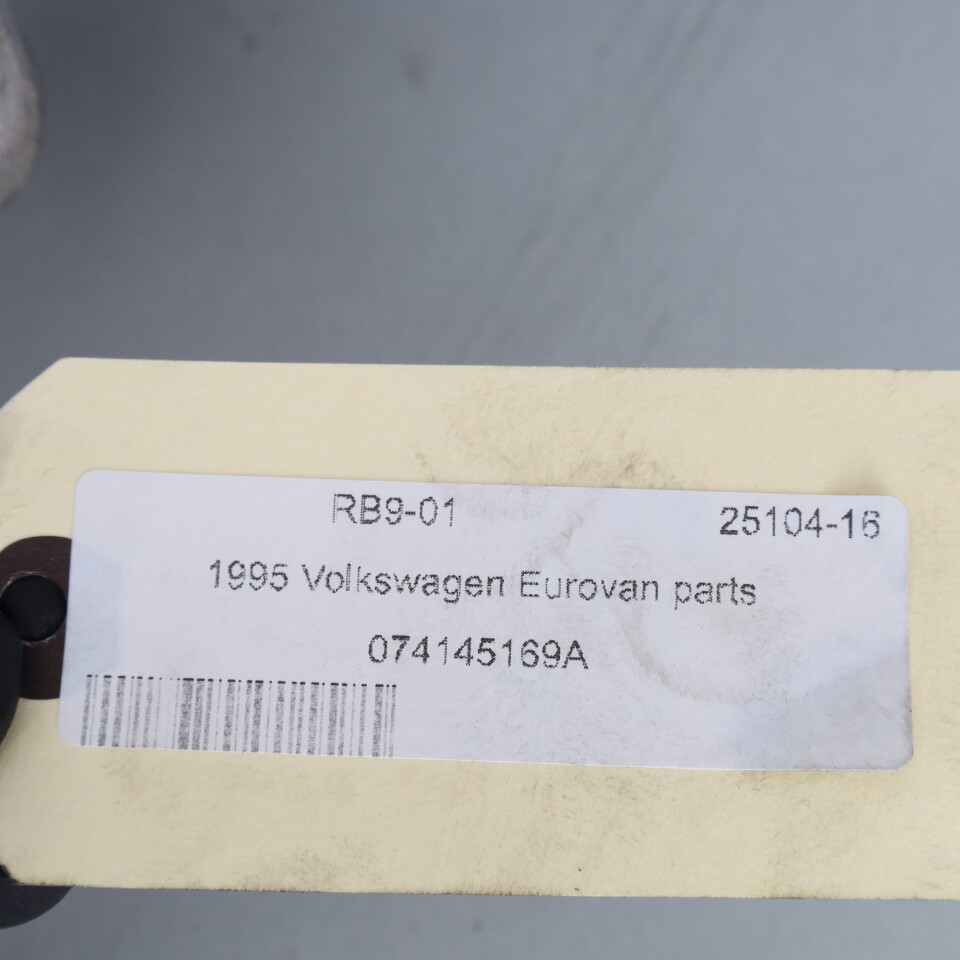 RB9-01 25104-16
1995 Volkswagen Eurovan parts
074145169A